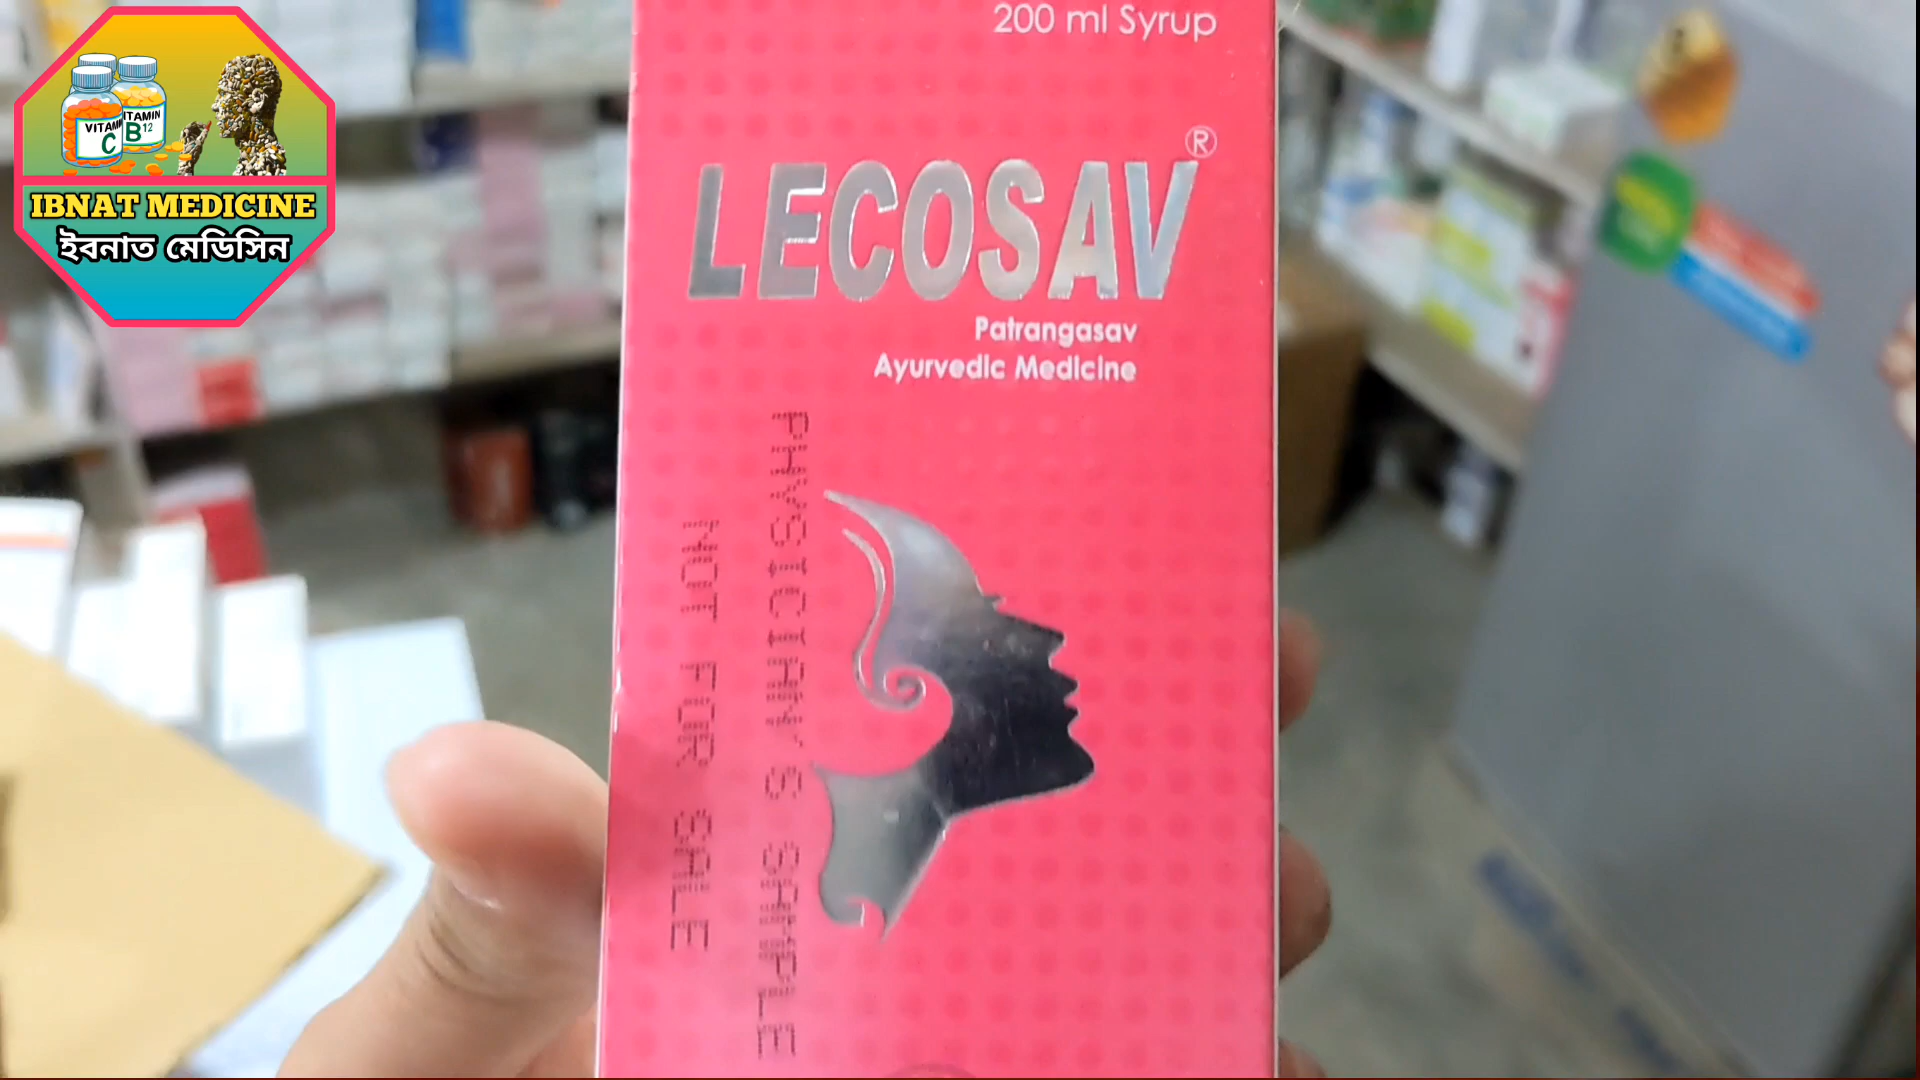 200 ml Syrup
LECOSAV®
Patrangasav
Ayurvedic Medicine
PHYSICIAN'S SAMPLE
NOT FOR SALE
VITAMIN
C
VITAMIN
B12
IBNAT MEDICINE
ইবনাত মেডিসিন